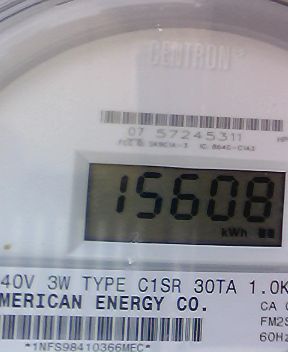 CENTRON®
07 57245311
15608
kWh
40V 3W TYPE C1SR 30TA 1.0K
MERICAN ENERGY CO.
CA
FM2S
60Hz
*1NFS98410366MEC*